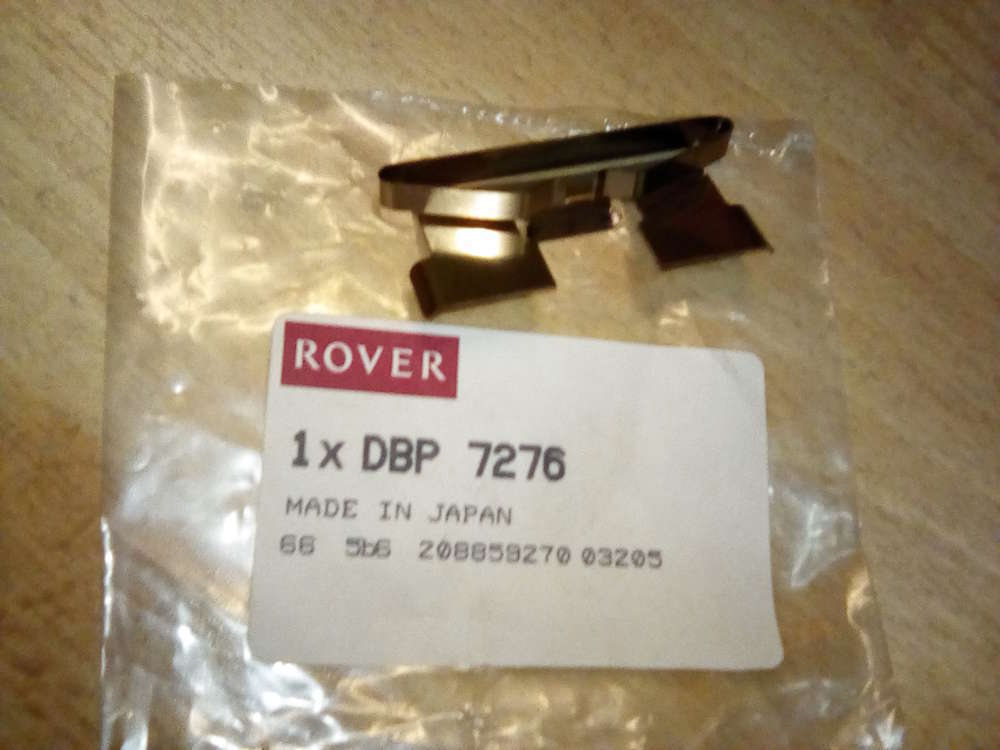 ROVER
1x DBP 7276
MADE IN JAPAN
66 5b6 208859270 03205